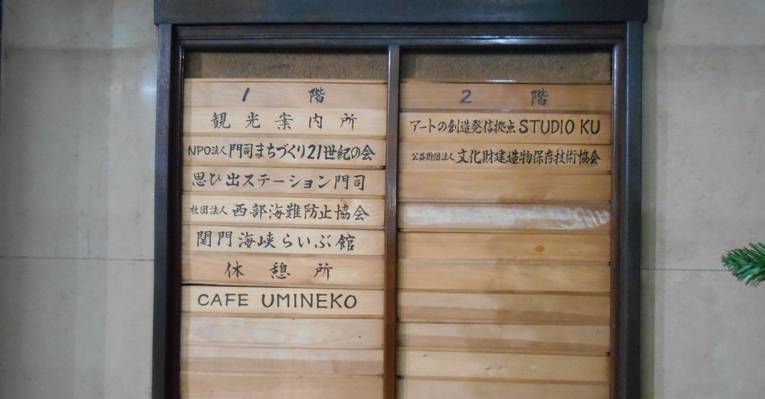 1 階
観光案内所
NPO法人 門司まちづくり21世紀の会
思ひ出ステーション門司
社団法人 西部海難防止協会
関門海峡らいぶ館
休憩所
CAFE UMINEKO
2 階
アートの創造発信拠点 STUDIO KU
公益財団法人 文化財建造物保存技術協会